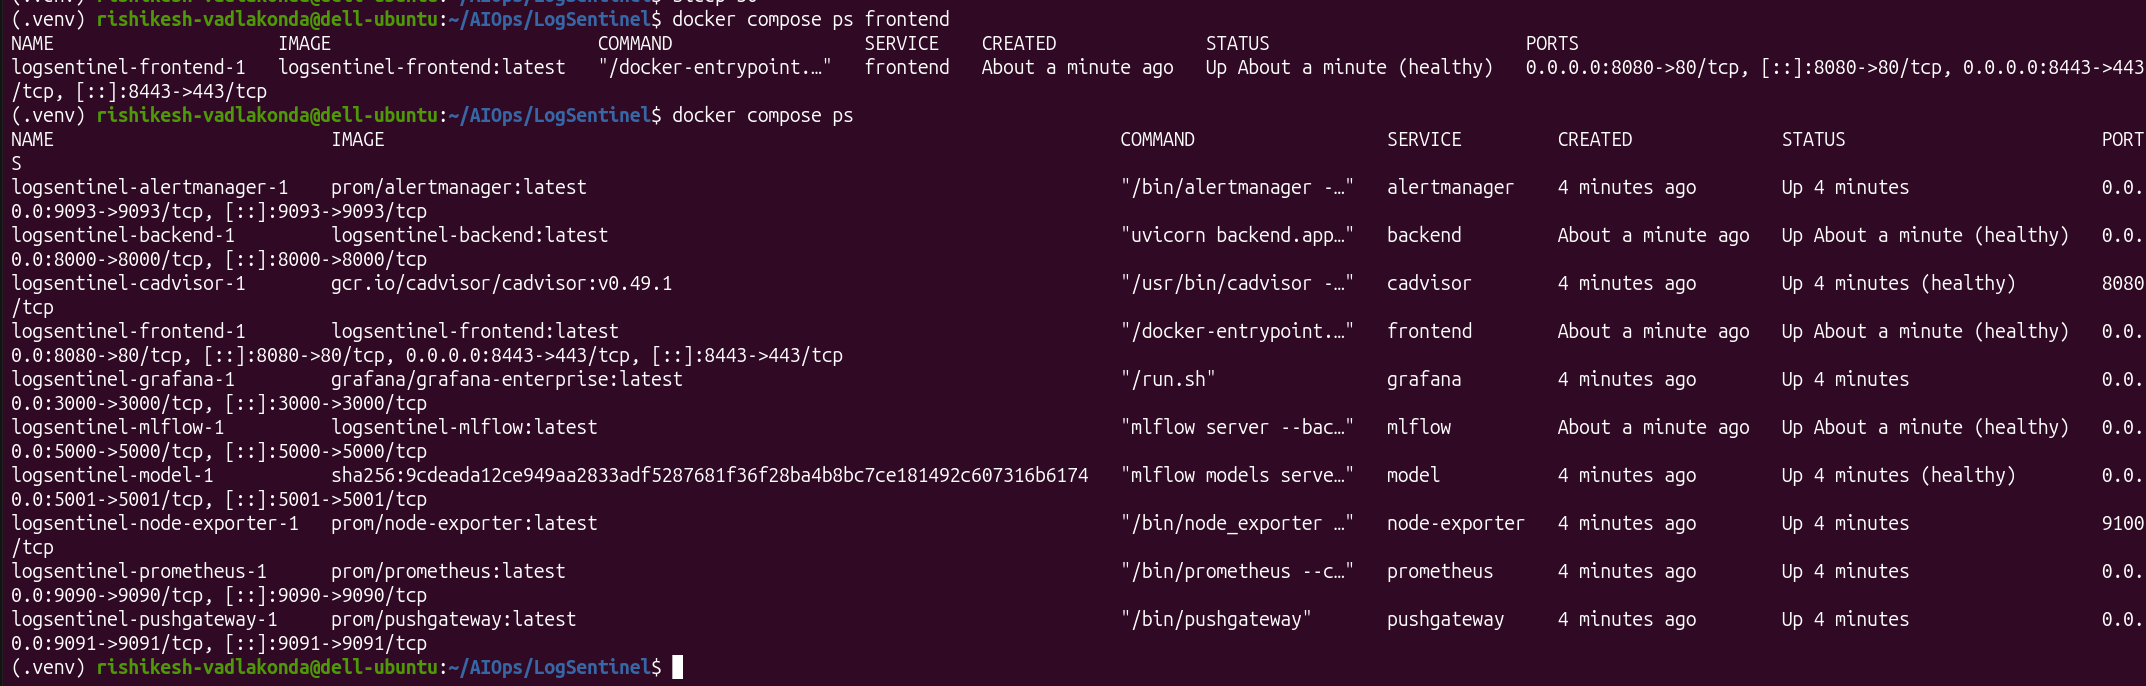 (.venv) rishikesh-vadlakonda@dell-ubuntu:~/AIOps/LogSentinel$ docker compose ps frontend
NAME                     IMAGE                         COMMAND                  SERVICE    CREATED              STATUS                        PORTS
logsentinel-frontend-1   logsentinel-frontend:latest   "/docker-entrypoint.…"   frontend   About a minute ago   Up About a minute (healthy)   0.0.0.0:8080->80/tcp, [::]:8080->80/tcp, 0.0.0.0:8443->443
/tcp, [::]:8443->443/tcp
(.venv) rishikesh-vadlakonda@dell-ubuntu:~/AIOps/LogSentinel$ docker compose ps
NAME                          IMAGE                                                                     COMMAND                  SERVICE         CREATED              STATUS                        PORT
S
logsentinel-alertmanager-1    prom/alertmanager:latest                                                  "/bin/alertmanager -…"   alertmanager    4 minutes ago        Up 4 minutes                  0.0.
0.0:9093->9093/tcp, [::]:9093->9093/tcp
logsentinel-backend-1         logsentinel-backend:latest                                                "uvicorn backend.app…"   backend         About a minute ago   Up About a minute (healthy)   0.0.
0.0:8000->8000/tcp, [::]:8000->8000/tcp
logsentinel-cadvisor-1        gcr.io/cadvisor/cadvisor:v0.49.1                                          "/usr/bin/cadvisor -…"   cadvisor        4 minutes ago        Up 4 minutes (healthy)        8080
/tcp
logsentinel-frontend-1        logsentinel-frontend:latest                                               "/docker-entrypoint.…"   frontend        About a minute ago   Up About a minute (healthy)   0.0.
0.0:8080->80/tcp, [::]:8080->80/tcp, 0.0.0.0:8443->443/tcp, [::]:8443->443/tcp
logsentinel-grafana-1         grafana/grafana-enterprise:latest                                         "/run.sh"                grafana         4 minutes ago        Up 4 minutes                  0.0.
0.0:3000->3000/tcp, [::]:3000->3000/tcp
logsentinel-mlflow-1          logsentinel-mlflow:latest                                                 "mlflow server --bac…"   mlflow          About a minute ago   Up About a minute (healthy)   0.0.
0.0:5000->5000/tcp, [::]:5000->5000/tcp
logsentinel-model-1           sha256:9cdeada12ce949aa2833adf5287681f36f28ba4b8bc7ce181492c607316b6174   "mlflow models serve…"   model           4 minutes ago        Up 4 minutes (healthy)        0.0.
0.0:5001->5001/tcp, [::]:5001->5001/tcp
logsentinel-node-exporter-1   prom/node-exporter:latest                                                 "/bin/node_exporter …"   node-exporter   4 minutes ago        Up 4 minutes                  9100
/tcp
logsentinel-prometheus-1      prom/prometheus:latest                                                    "/bin/prometheus --c…"   prometheus      4 minutes ago        Up 4 minutes                  0.0.
0.0:9090->9090/tcp, [::]:9090->9090/tcp
logsentinel-pushgateway-1     prom/pushgateway:latest                                                   "/bin/pushgateway"       pushgateway     4 minutes ago        Up 4 minutes                  0.0.
0.0:9091->9091/tcp, [::]:9091->9091/tcp
(.venv) rishikesh-vadlakonda@dell-ubuntu:~/AIOps/LogSentinel$